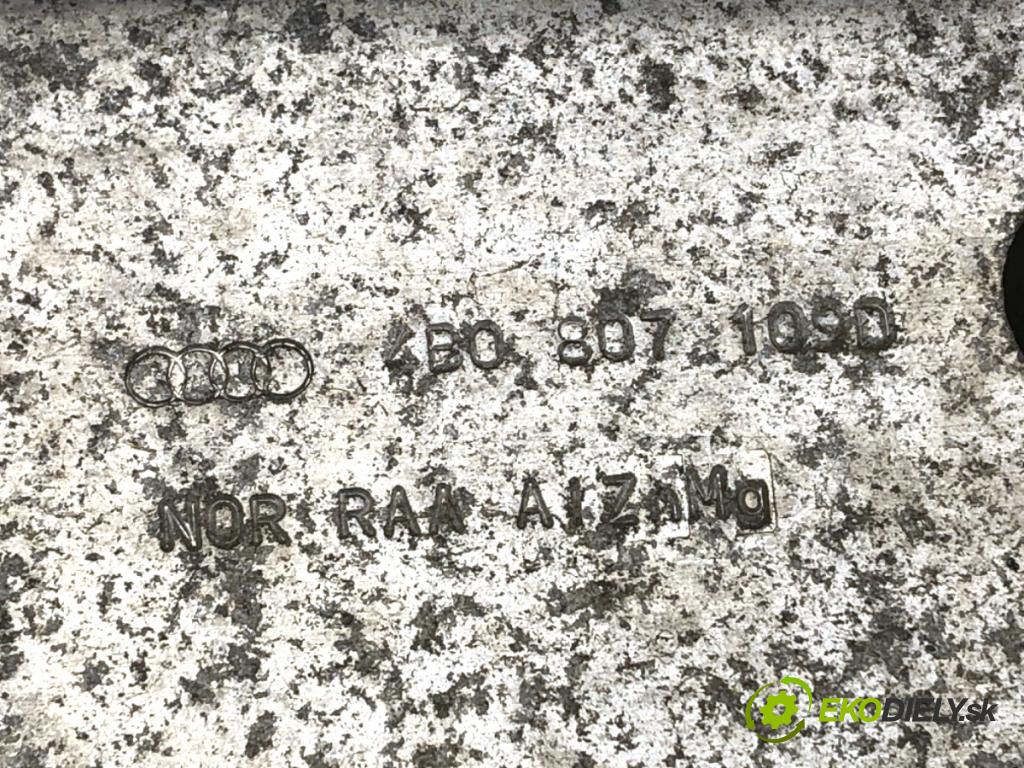 4B0 807 109D
NOR RAA AlZnMg
EKODIELY.sk